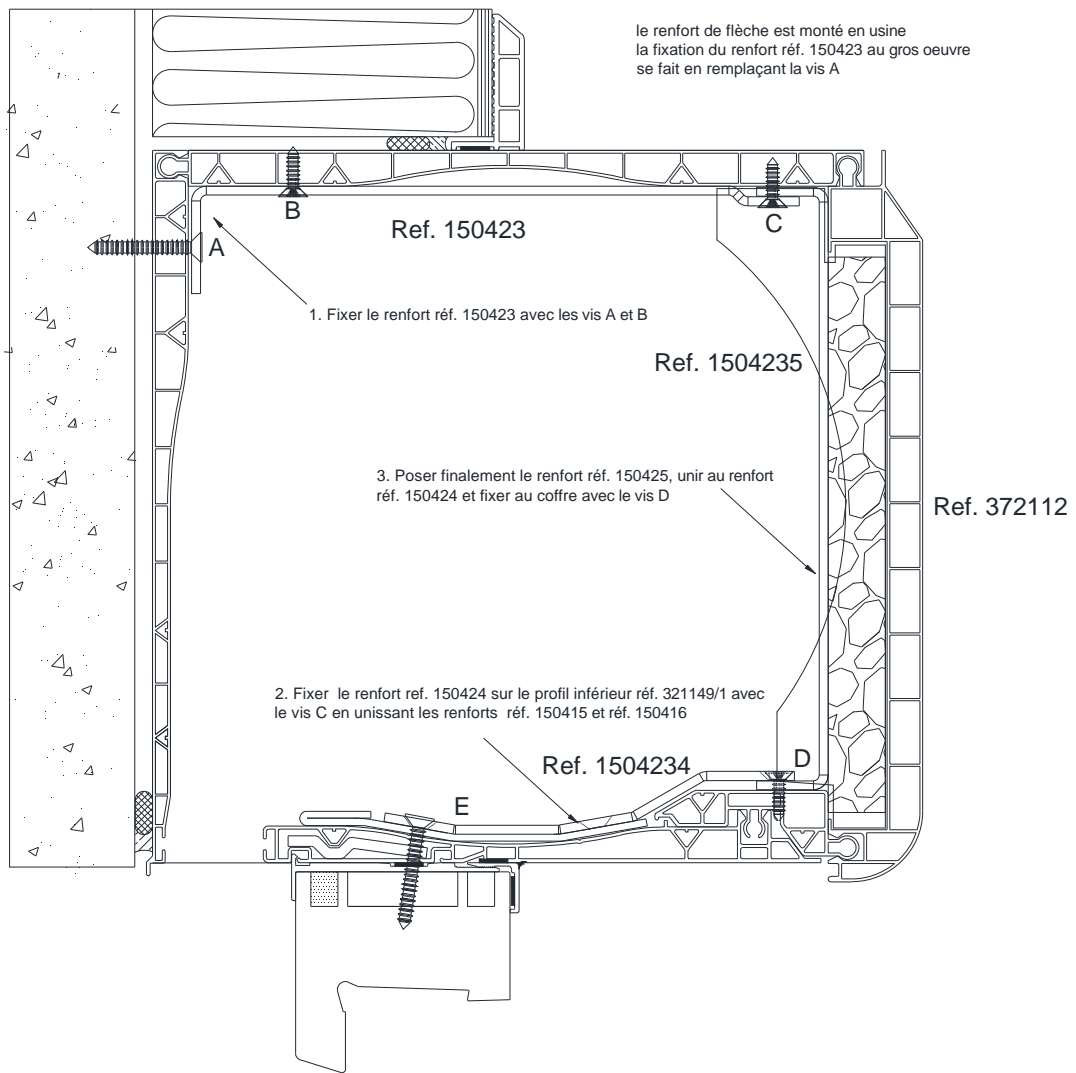 le renfort de flèche est monté en usine
la fixation du renfort réf. 150423 au gros oeuvre
se fait en remplaçant la vis A
B
C
Ref. 150423
A
1. Fixer le renfort réf. 150423 avec les vis A et B
Ref. 1504235
3. Poser finalement le renfort réf. 150425, unir au renfort
réf. 150424 et fixer au coffre avec le vis D
Ref. 372112
2. Fixer le renfort ref. 150424 sur le profil inférieur réf. 321149/1 avec
le vis C en unissant les renforts réf. 150415 et réf. 150416
Ref. 1504234
D
E